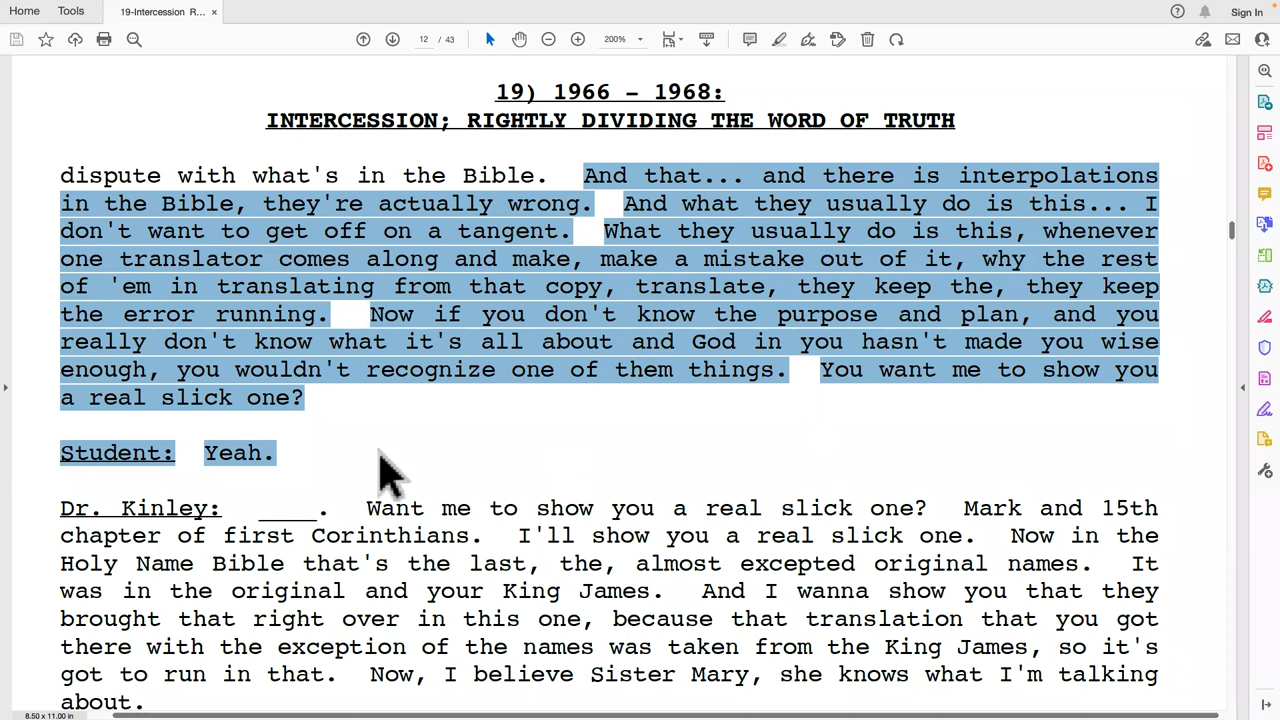 Home Tools 19-Intercession R... × Sign In
12 / 43 200%
19) 1966 – 1968:
INTERCESSION; RIGHTLY DIVIDING THE WORD OF TRUTH
dispute with what's in the Bible. And that... and there is interpolations
in the Bible, they're actually wrong. And what they usually do is this... I
don't want to get off on a tangent. What they usually do is this, whenever
one translator comes along and make, make a mistake out of it, why the rest
of 'em in translating from that copy, translate, they keep the, they keep
the error running. Now if you don't know the purpose and plan, and you
really don't know what it's all about and God in you hasn't made you wise
enough, you wouldn't recognize one of them things. You want me to show you
a real slick one?
Student: Yeah.
Dr. Kinley: ____. Want me to show you a real slick one? Mark and 15th
chapter of first Corinthians. I'll show you a real slick one. Now in the
Holy Name Bible that's the last, the, almost excepted original names. It
was in the original and your King James. And I wanna show you that they
brought that right over in this one, because that translation that you got
there with the exception of the names was taken from the King James, so it's
got to run in that. Now, I believe Sister Mary, she knows what I'm talking
about.
8.50 x 11.00 in